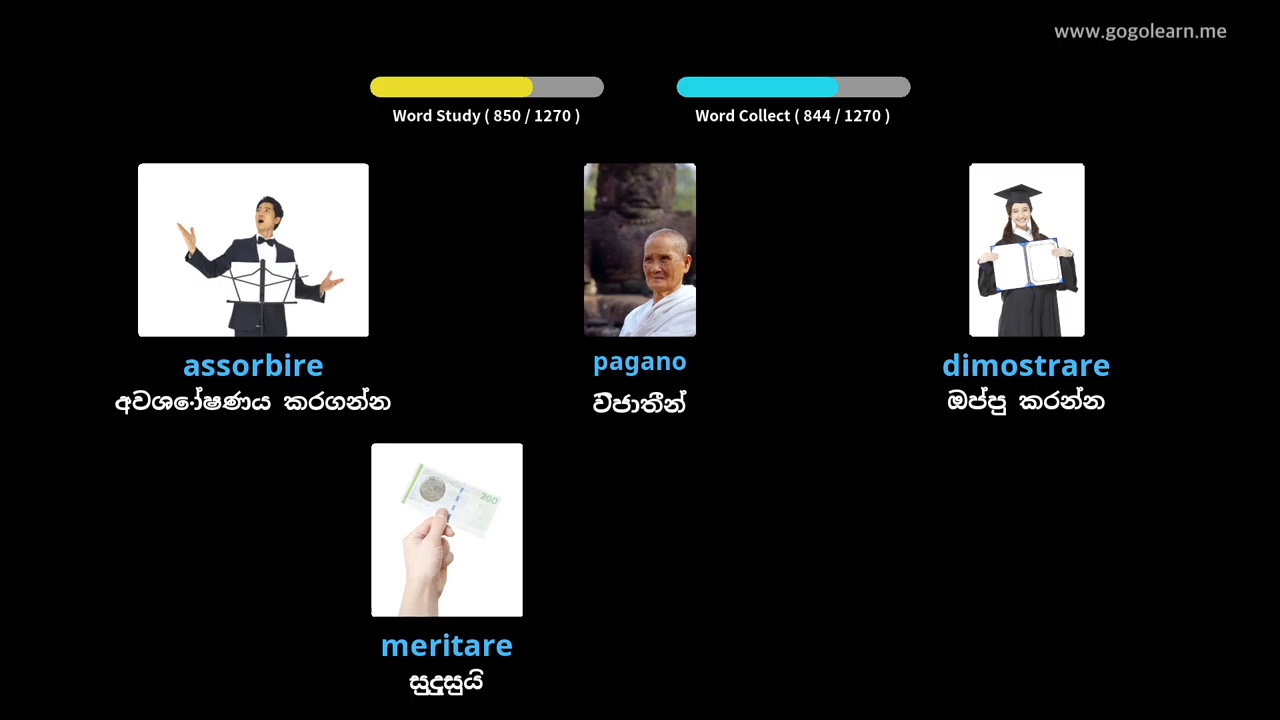 www.gogolearn.me
Word Study ( 850 / 1270 )
Word Collect ( 844 / 1270 )
assorbire
අවශෝෂණය කරගන්න
pagano
විජාතීන්
dimostrare
ඔප්පු කරන්න
200
meritare
සුදුසුයි